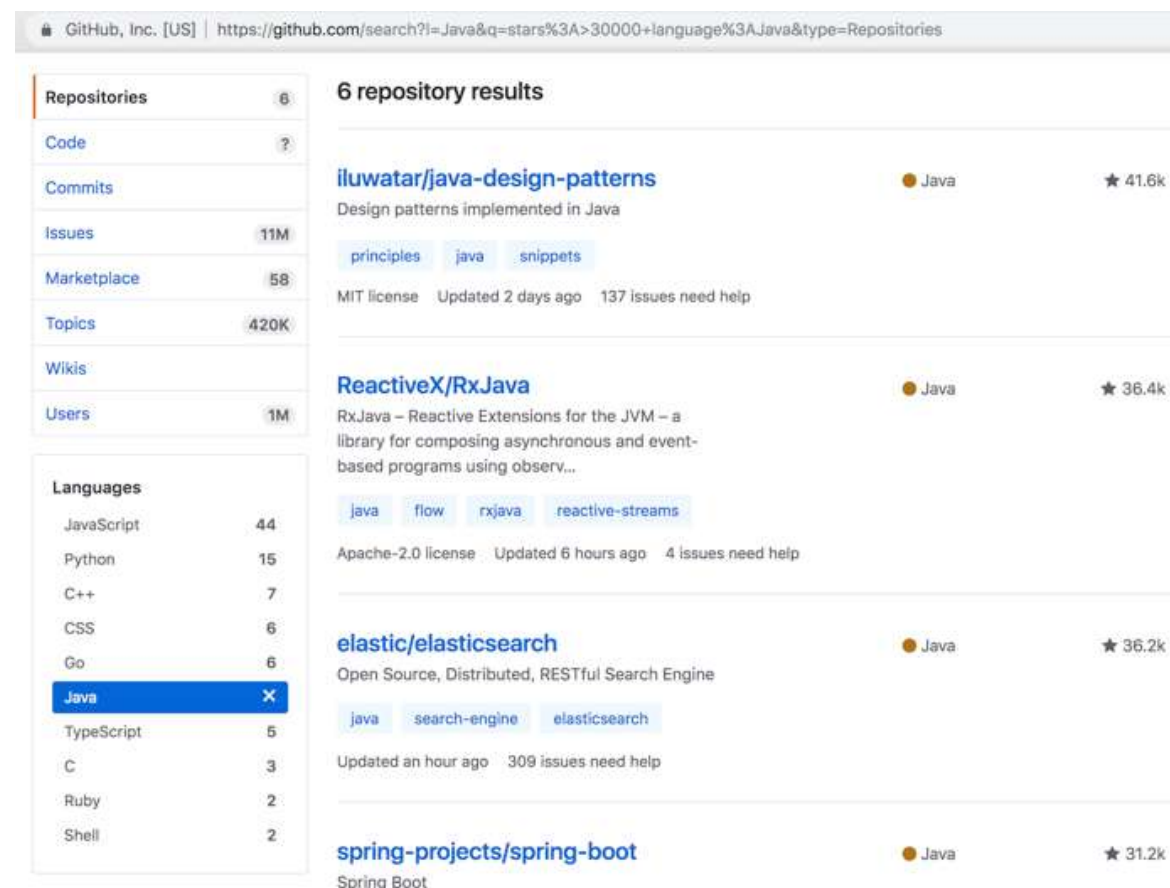 GitHub, Inc. [US] | https://github.com/search?l=Java&q=stars%3A>30000+language%3AJava&type=Repositories
Repositories 6
Code ?
Commits
Issues 11M
Marketplace 58
Topics 420K
Wikis
Users 1M
Languages
JavaScript 44
Python 15
C++ 7
CSS 6
Go 6
Java ×
TypeScript 5
C 3
Ruby 2
Shell 2
6 repository results
iluwatar/java-design-patterns Java ★ 41.6k
Design patterns implemented in Java
principles java snippets
MIT license Updated 2 days ago 137 issues need help
ReactiveX/RxJava Java ★ 36.4k
RxJava – Reactive Extensions for the JVM – a
library for composing asynchronous and event-
based programs using observ...
java flow rxjava reactive-streams
Apache-2.0 license Updated 6 hours ago 4 issues need help
elastic/elasticsearch Java ★ 36.2k
Open Source, Distributed, RESTful Search Engine
java search-engine elasticsearch
Updated an hour ago 309 issues need help
spring-projects/spring-boot Java ★ 31.2k
Spring Boot